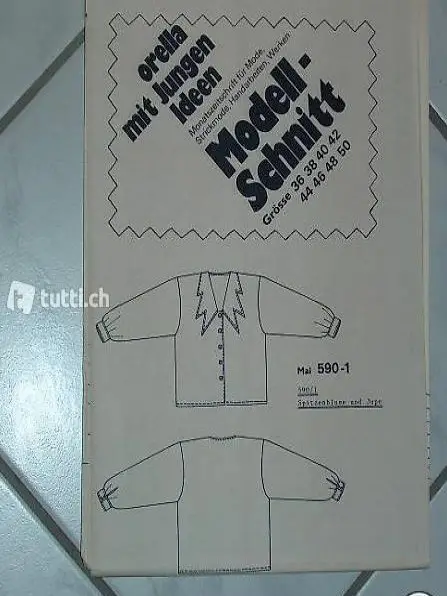 orella
mit Jungen
Ideen
Monatszeitschrift für Mode,
Strickmode, Handarbeiten, Werken
Modell-
Schnitt
Grösse 36 38 40 42
44 46 48 50
tutti.ch
Mai 590-1
590/1
Spitzenbluse und Jupe